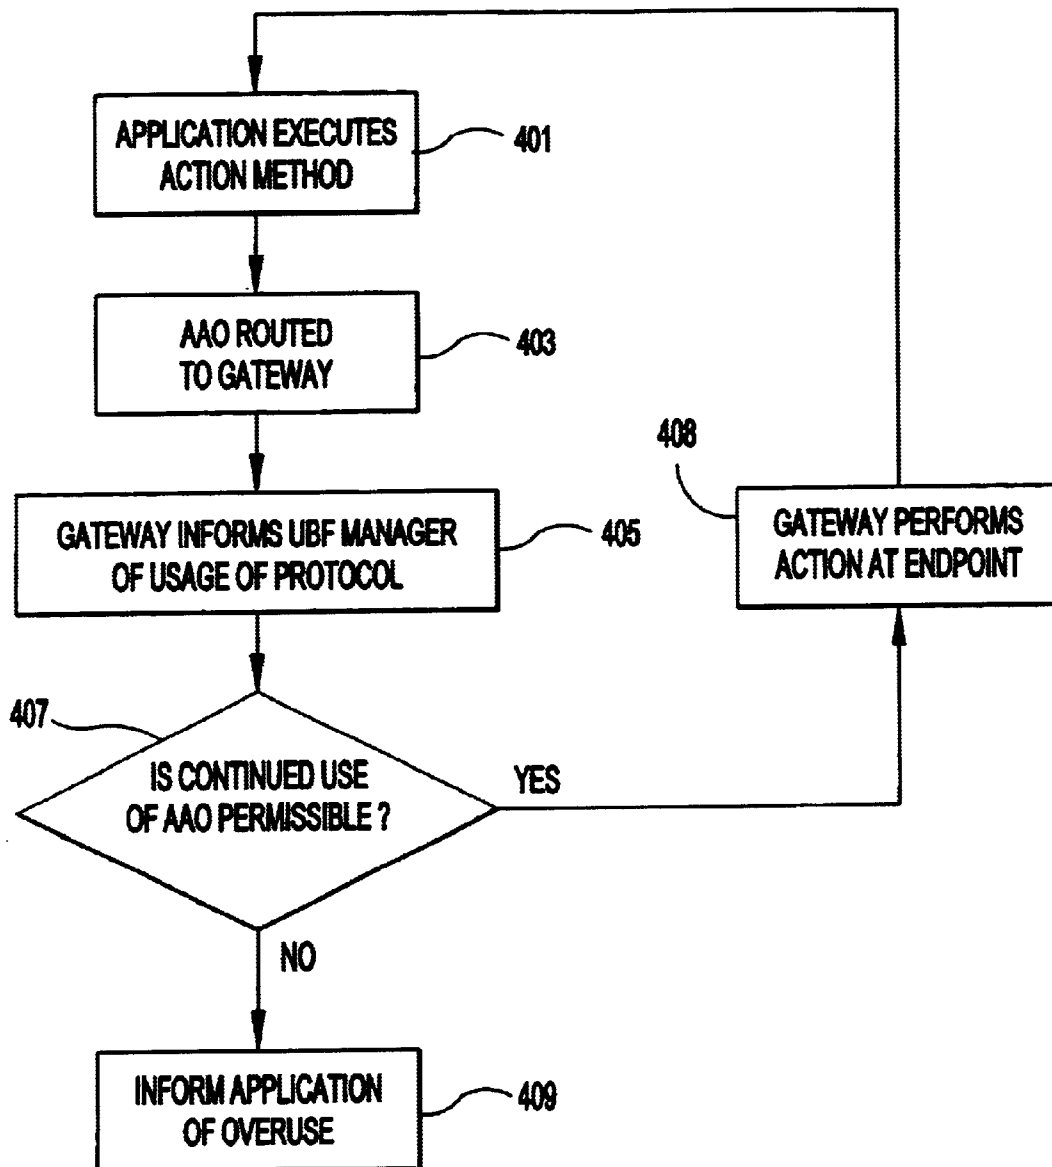 APPLICATION EXECUTES
ACTION METHOD
401
AAO ROUTED
TO GATEWAY
403
408
GATEWAY INFORMS UBF MANAGER
OF USAGE OF PROTOCOL
405
GATEWAY PERFORMS
ACTION AT ENDPOINT
407
IS CONTINUED USE
OF AAO PERMISSIBLE ?
YES
NO
INFORM APPLICATION
OF OVERUSE
409